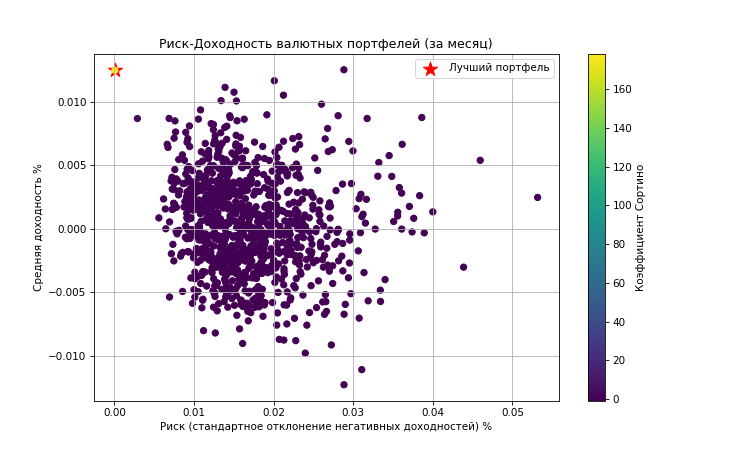 Риск-Доходность валютных портфелей (за месяц)
Лучший портфель
Средняя доходность %
0.010
0.005
0.000
−0.005
−0.010
0.00 0.01 0.02 0.03 0.04 0.05
Риск (стандартное отклонение негативных доходностей) %
160
140
120
100
80
60
40
20
0
Коэффициент Сортино